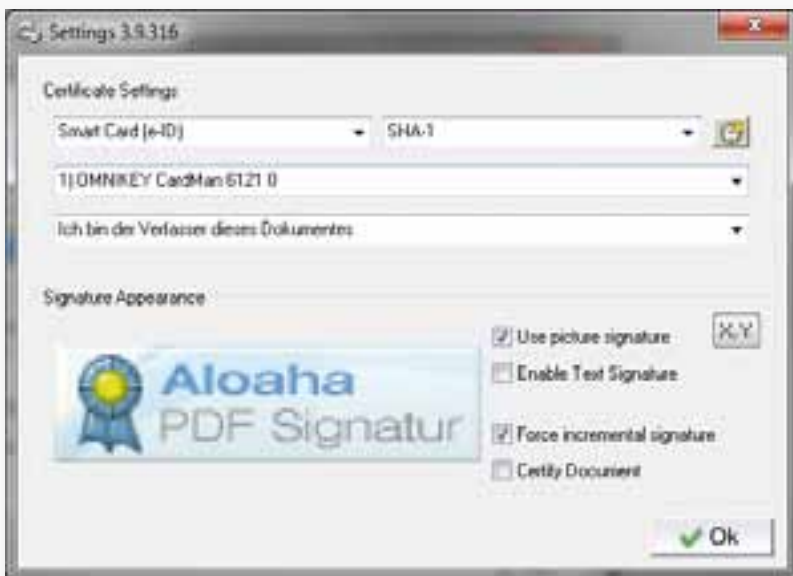 Settings 3.9.316
Certificate Settings
Smart Card (e-ID)
SHA-1
1) OMNIKEY CardMan 6121 0
Ich bin der Verfasser dieses Dokumentes
Signature Appearance
Use picture signature
X,Y
Enable Text Signature
Aloaha
PDF Signatur
Force incremental signature
Certify Document
Ok